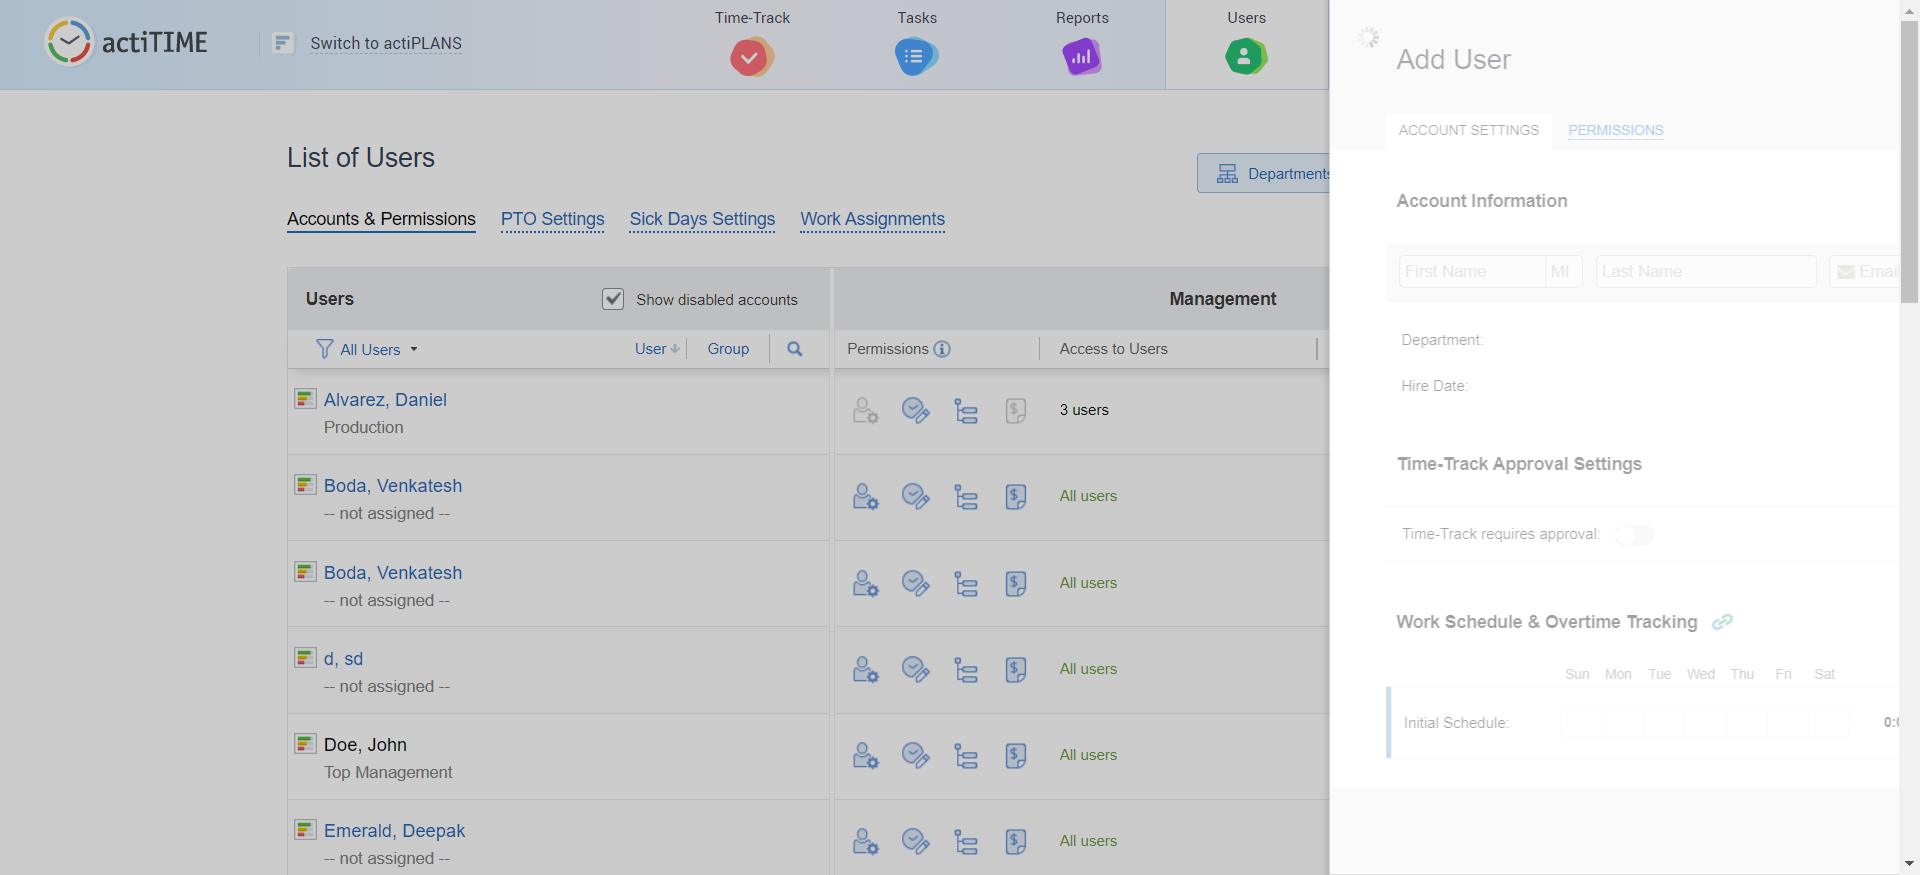 actiTIME
Switch to actiPLANS
Time-Track
Tasks
Reports
Users
List of Users
Departments
Accounts & Permissions
PTO Settings
Sick Days Settings
Work Assignments
Users
Show disabled accounts
Management
All Users
User
Group
Permissions
Access to Users
Alvarez, Daniel
Production
3 users
Boda, Venkatesh
-- not assigned --
All users
Boda, Venkatesh
-- not assigned --
All users
d, sd
-- not assigned --
All users
Doe, John
Top Management
All users
Emerald, Deepak
-- not assigned --
All users
Add User
ACCOUNT SETTINGS
PERMISSIONS
Account Information
First Name
MI
Last Name
Email
Department:
Hire Date:
Time-Track Approval Settings
Time-Track requires approval:
Work Schedule & Overtime Tracking
Sun Mon Tue Wed Thu Fri Sat
Initial Schedule: